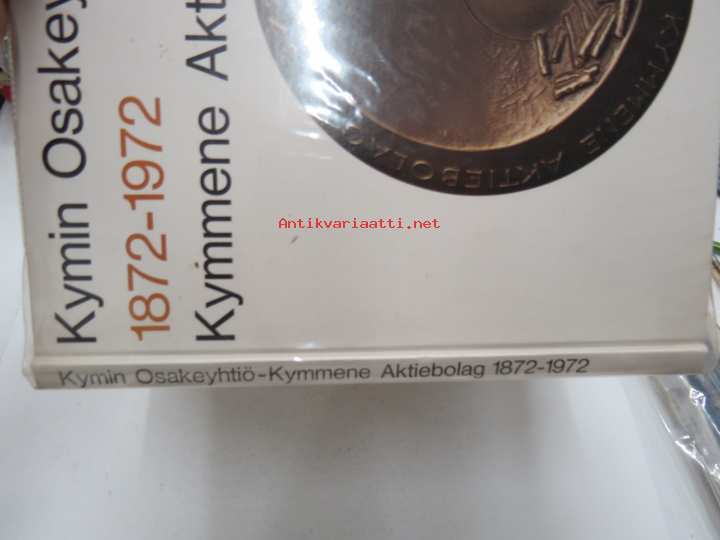 Kymin Osakey
1872-1972
Kymmene Akt
KYMMENE AKTIEBOLAG
Antikvariaatti.net
Kymin Osakeyhtiö-Kymmene Aktiebolag 1872-1972